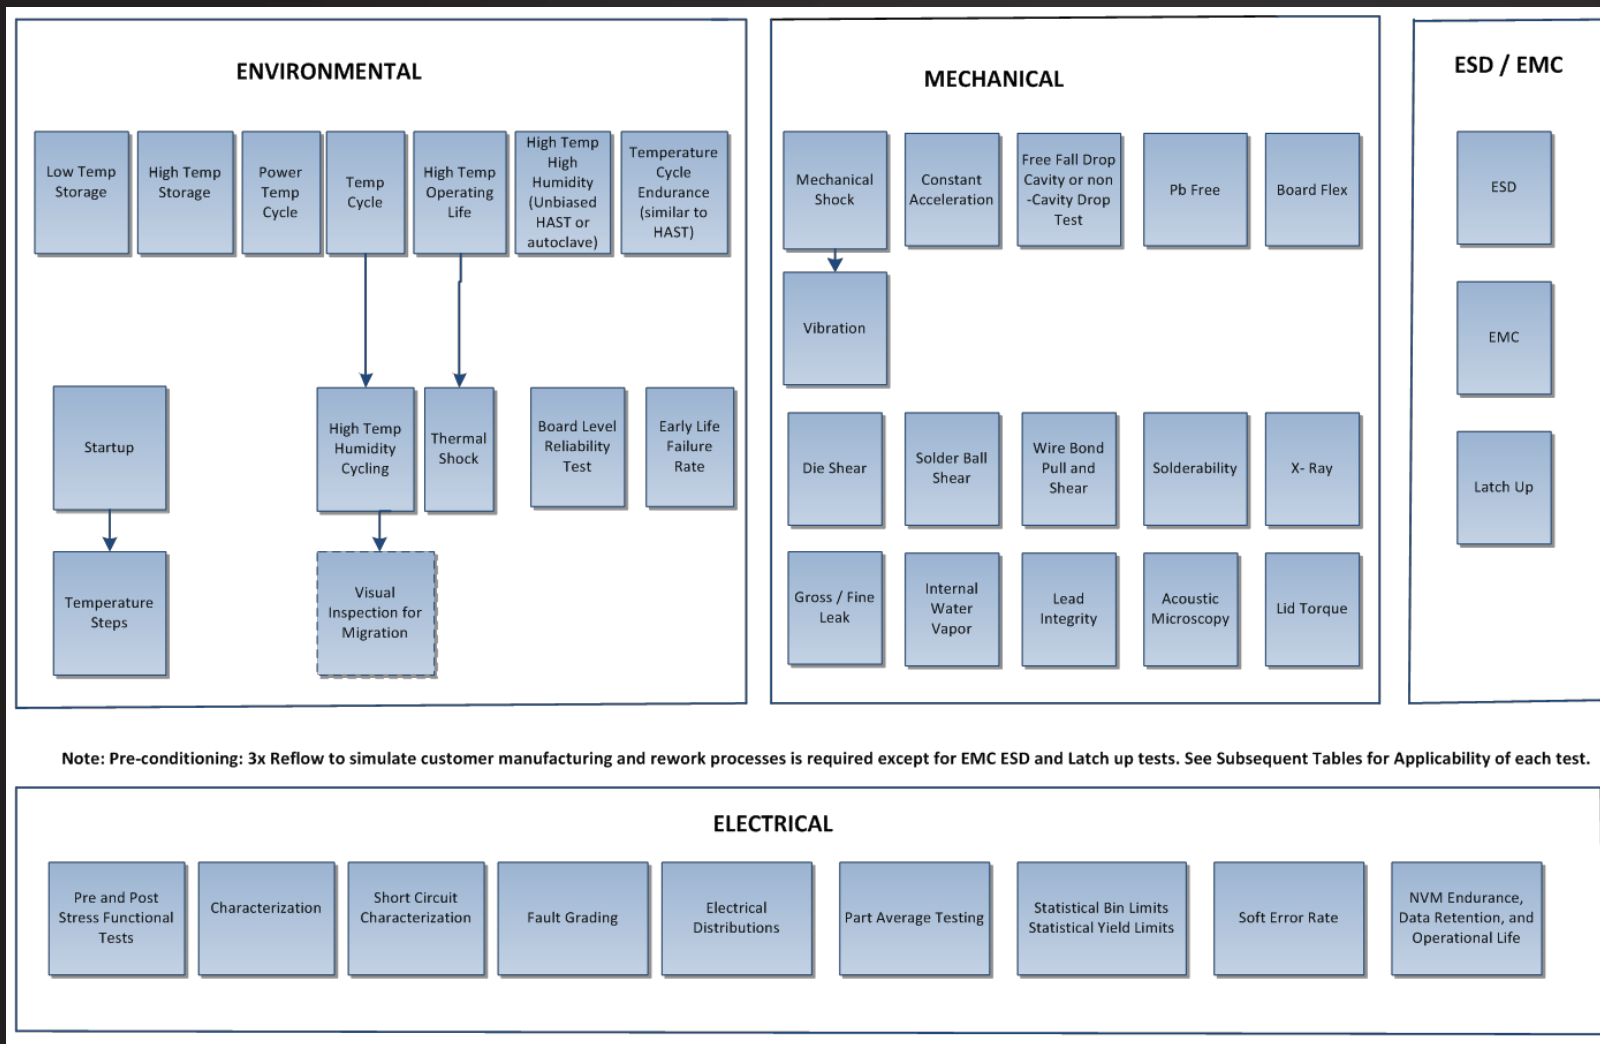 ENVIRONMENTAL
Low Temp
Storage
High Temp
Storage
Power
Temp
Cycle
Temp
Cycle
High Temp
Operating
Life
High Temp
High
Humidity
(Unbiased
HAST or
autoclave)
Temperature
Cycle
Endurance
(similar to
HAST)
Startup
High Temp
Humidity
Cycling
Thermal
Shock
Board Level
Reliability
Test
Early Life
Failure
Rate
Temperature
Steps
Visual
Inspection for
Migration
MECHANICAL
Mechanical
Shock
Constant
Acceleration
Free Fall Drop
Cavity or non
-Cavity Drop
Test
Pb Free
Board Flex
Vibration
Die Shear
Solder Ball
Shear
Wire Bond
Pull and
Shear
Solderability
X- Ray
Gross / Fine
Leak
Internal
Water
Vapor
Lead
Integrity
Acoustic
Microscopy
Lid Torque
ESD / EMC
ESD
EMC
Latch Up
Note: Pre-conditioning: 3x Reflow to simulate customer manufacturing and rework processes is required except for EMC ESD and Latch up tests. See Subsequent Tables for Applicability of each test.
ELECTRICAL
Pre and Post
Stress Functional
Tests
Characterization
Short Circuit
Characterization
Fault Grading
Electrical
Distributions
Part Average Testing
Statistical Bin Limits
Statistical Yield Limits
Soft Error Rate
NVM Endurance,
Data Retention, and
Operational Life